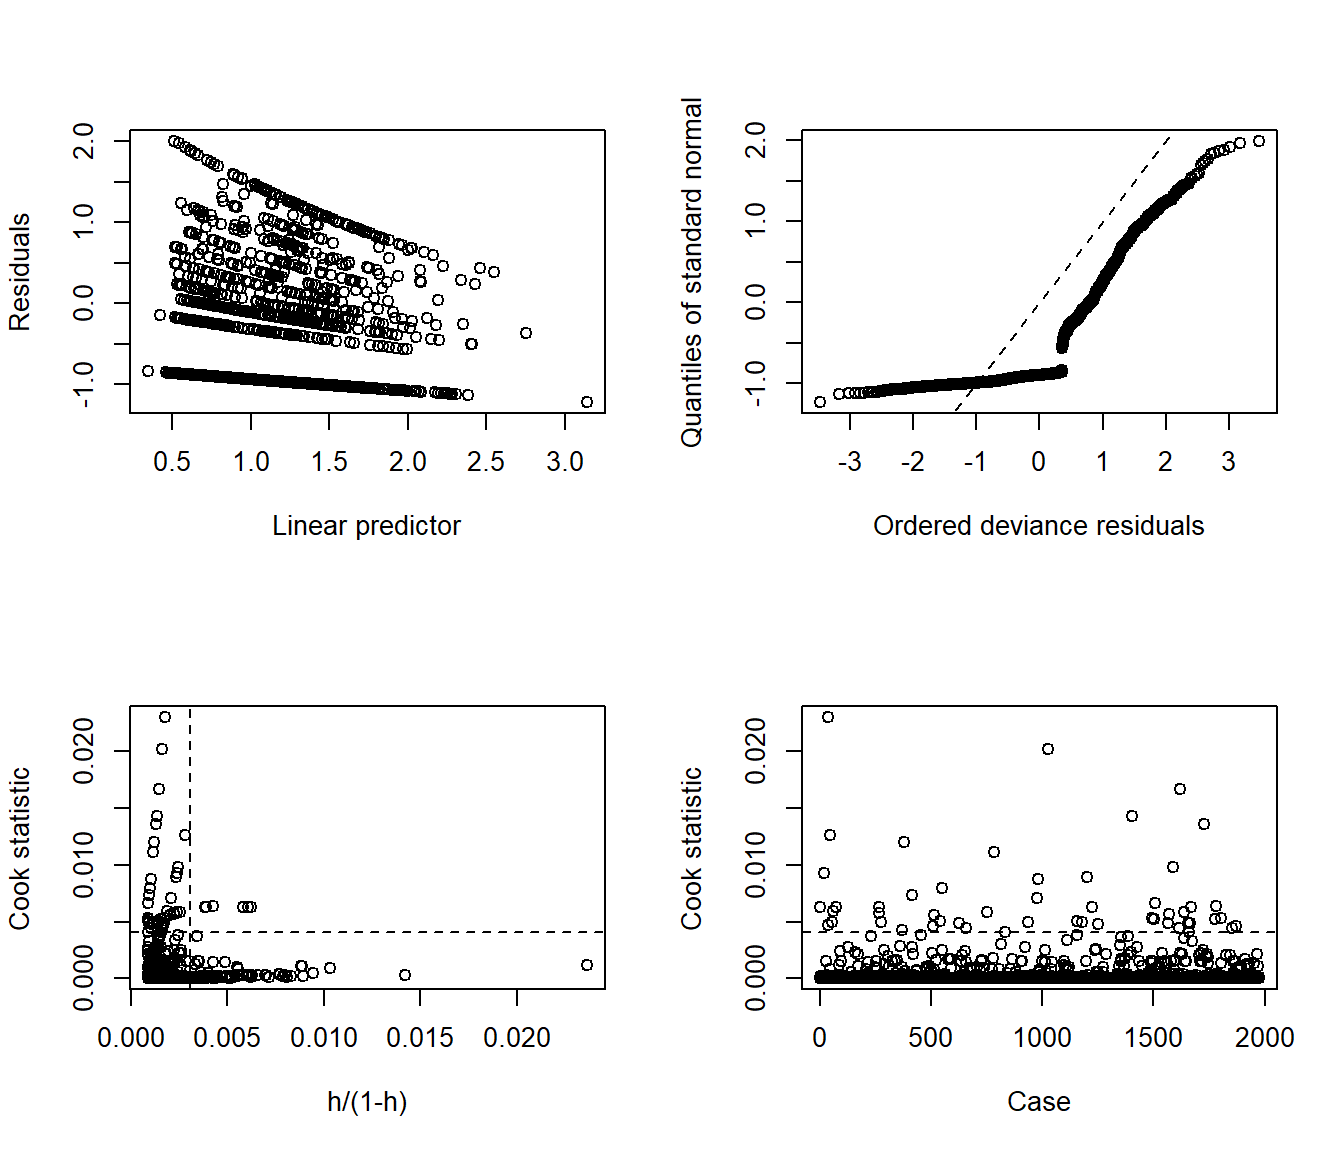 Residuals
2.0
1.0
0.0
-1.0
0.5 1.0 1.5 2.0 2.5 3.0
Linear predictor
Quantiles of standard normal
2.0
1.0
0.0
-1.0
-3 -2 -1 0 1 2 3
Ordered deviance residuals
Cook statistic
0.020
0.010
0.000
0.000 0.005 0.010 0.015 0.020
h/(1-h)
Cook statistic
0.020
0.010
0.000
0 500 1000 1500 2000
Case